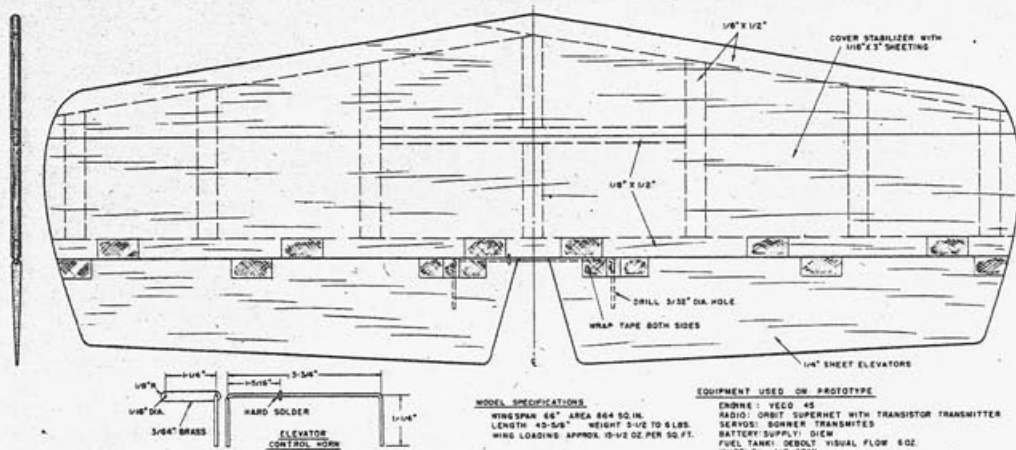 1/8" X 1/2"
COVER STABILIZER WITH
1/16" X 3" SHEETING
1/8" X 1/2"
DRILL 3/32" DIA. HOLE
WRAP TAPE BOTH SIDES
1/4" SHEET ELEVATORS
1-1/4"
3-3/4"
1/8" R.
1-5/16"
1/16" DIA.
HARD SOLDER
3/64" BRASS
1-1/4"
ELEVATOR
CONTROL HORN
MODEL SPECIFICATIONS
WINGSPAN 66" AREA 864 SQ. IN.
LENGTH 45-5/8" WEIGHT 5-1/2 TO 6 LBS.
WING LOADING APPROX. 15-1/2 OZ. PER SQ. FT.
EQUIPMENT USED ON PROTOTYPE
ENGINE: VECO 45
RADIO: ORBIT SUPERHET WITH TRANSISTOR TRANSMITTER
SERVOS: BONNER TRANSMITES
BATTERY SUPPLY: DIEM
FUEL TANK: DEBOLT VISUAL FLOW 6 OZ.